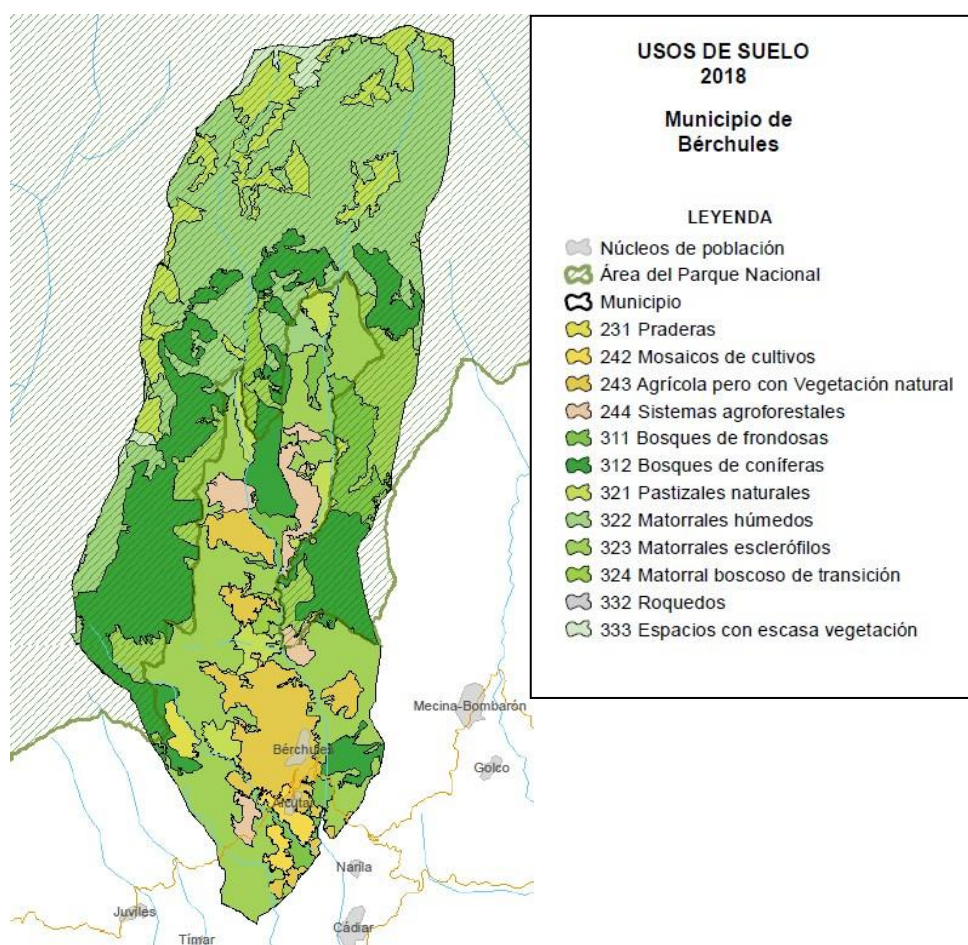 USOS DE SUELO
2018
Municipio de
Bérchules
LEYENDA
Núcleos de población
Área del Parque Nacional
Municipio
231 Praderas
242 Mosaicos de cultivos
243 Agrícola pero con Vegetación natural
244 Sistemas agroforestales
311 Bosques de frondosas
312 Bosques de coníferas
321 Pastizales naturales
322 Matorrales húmedos
323 Matorrales esclerófilos
324 Matorral boscoso de transición
332 Roquedos
333 Espacios con escasa vegetación
Mecina-Bombarón
Bérchules
Golco
Alcútar
Narila
Juviles
Cádiar
Tímar